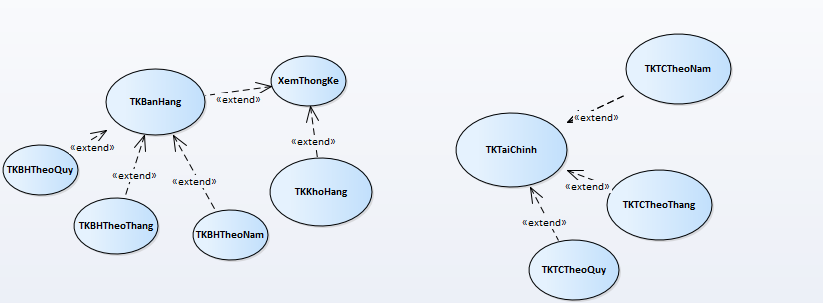 TKTCTheoNam
XemThongKe
«extend»
TKBanHang
«extend»
«extend»
TKTaiChinh
«extend»
«extend»
TKBHTheoQuy
«extend»
«extend»
TKKhoHang
TKTCTheoThang
TKBHTheoThang
TKBHTheoNam
«extend»
TKTCTheoQuy